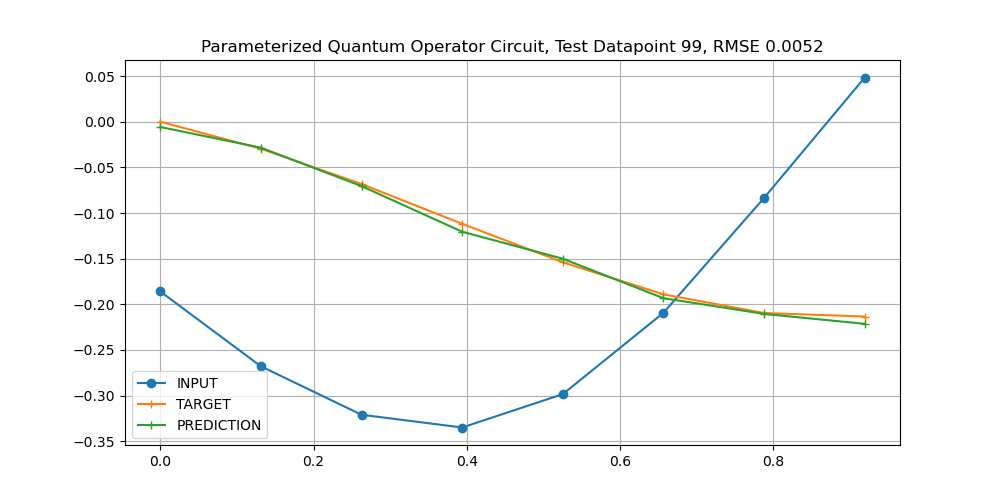 Parameterized Quantum Operator Circuit, Test Datapoint 99, RMSE 0.0052
0.05
0.00
−0.05
−0.10
−0.15
−0.20
−0.25
−0.30
−0.35
INPUT
TARGET
PREDICTION
0.0 0.2 0.4 0.6 0.8